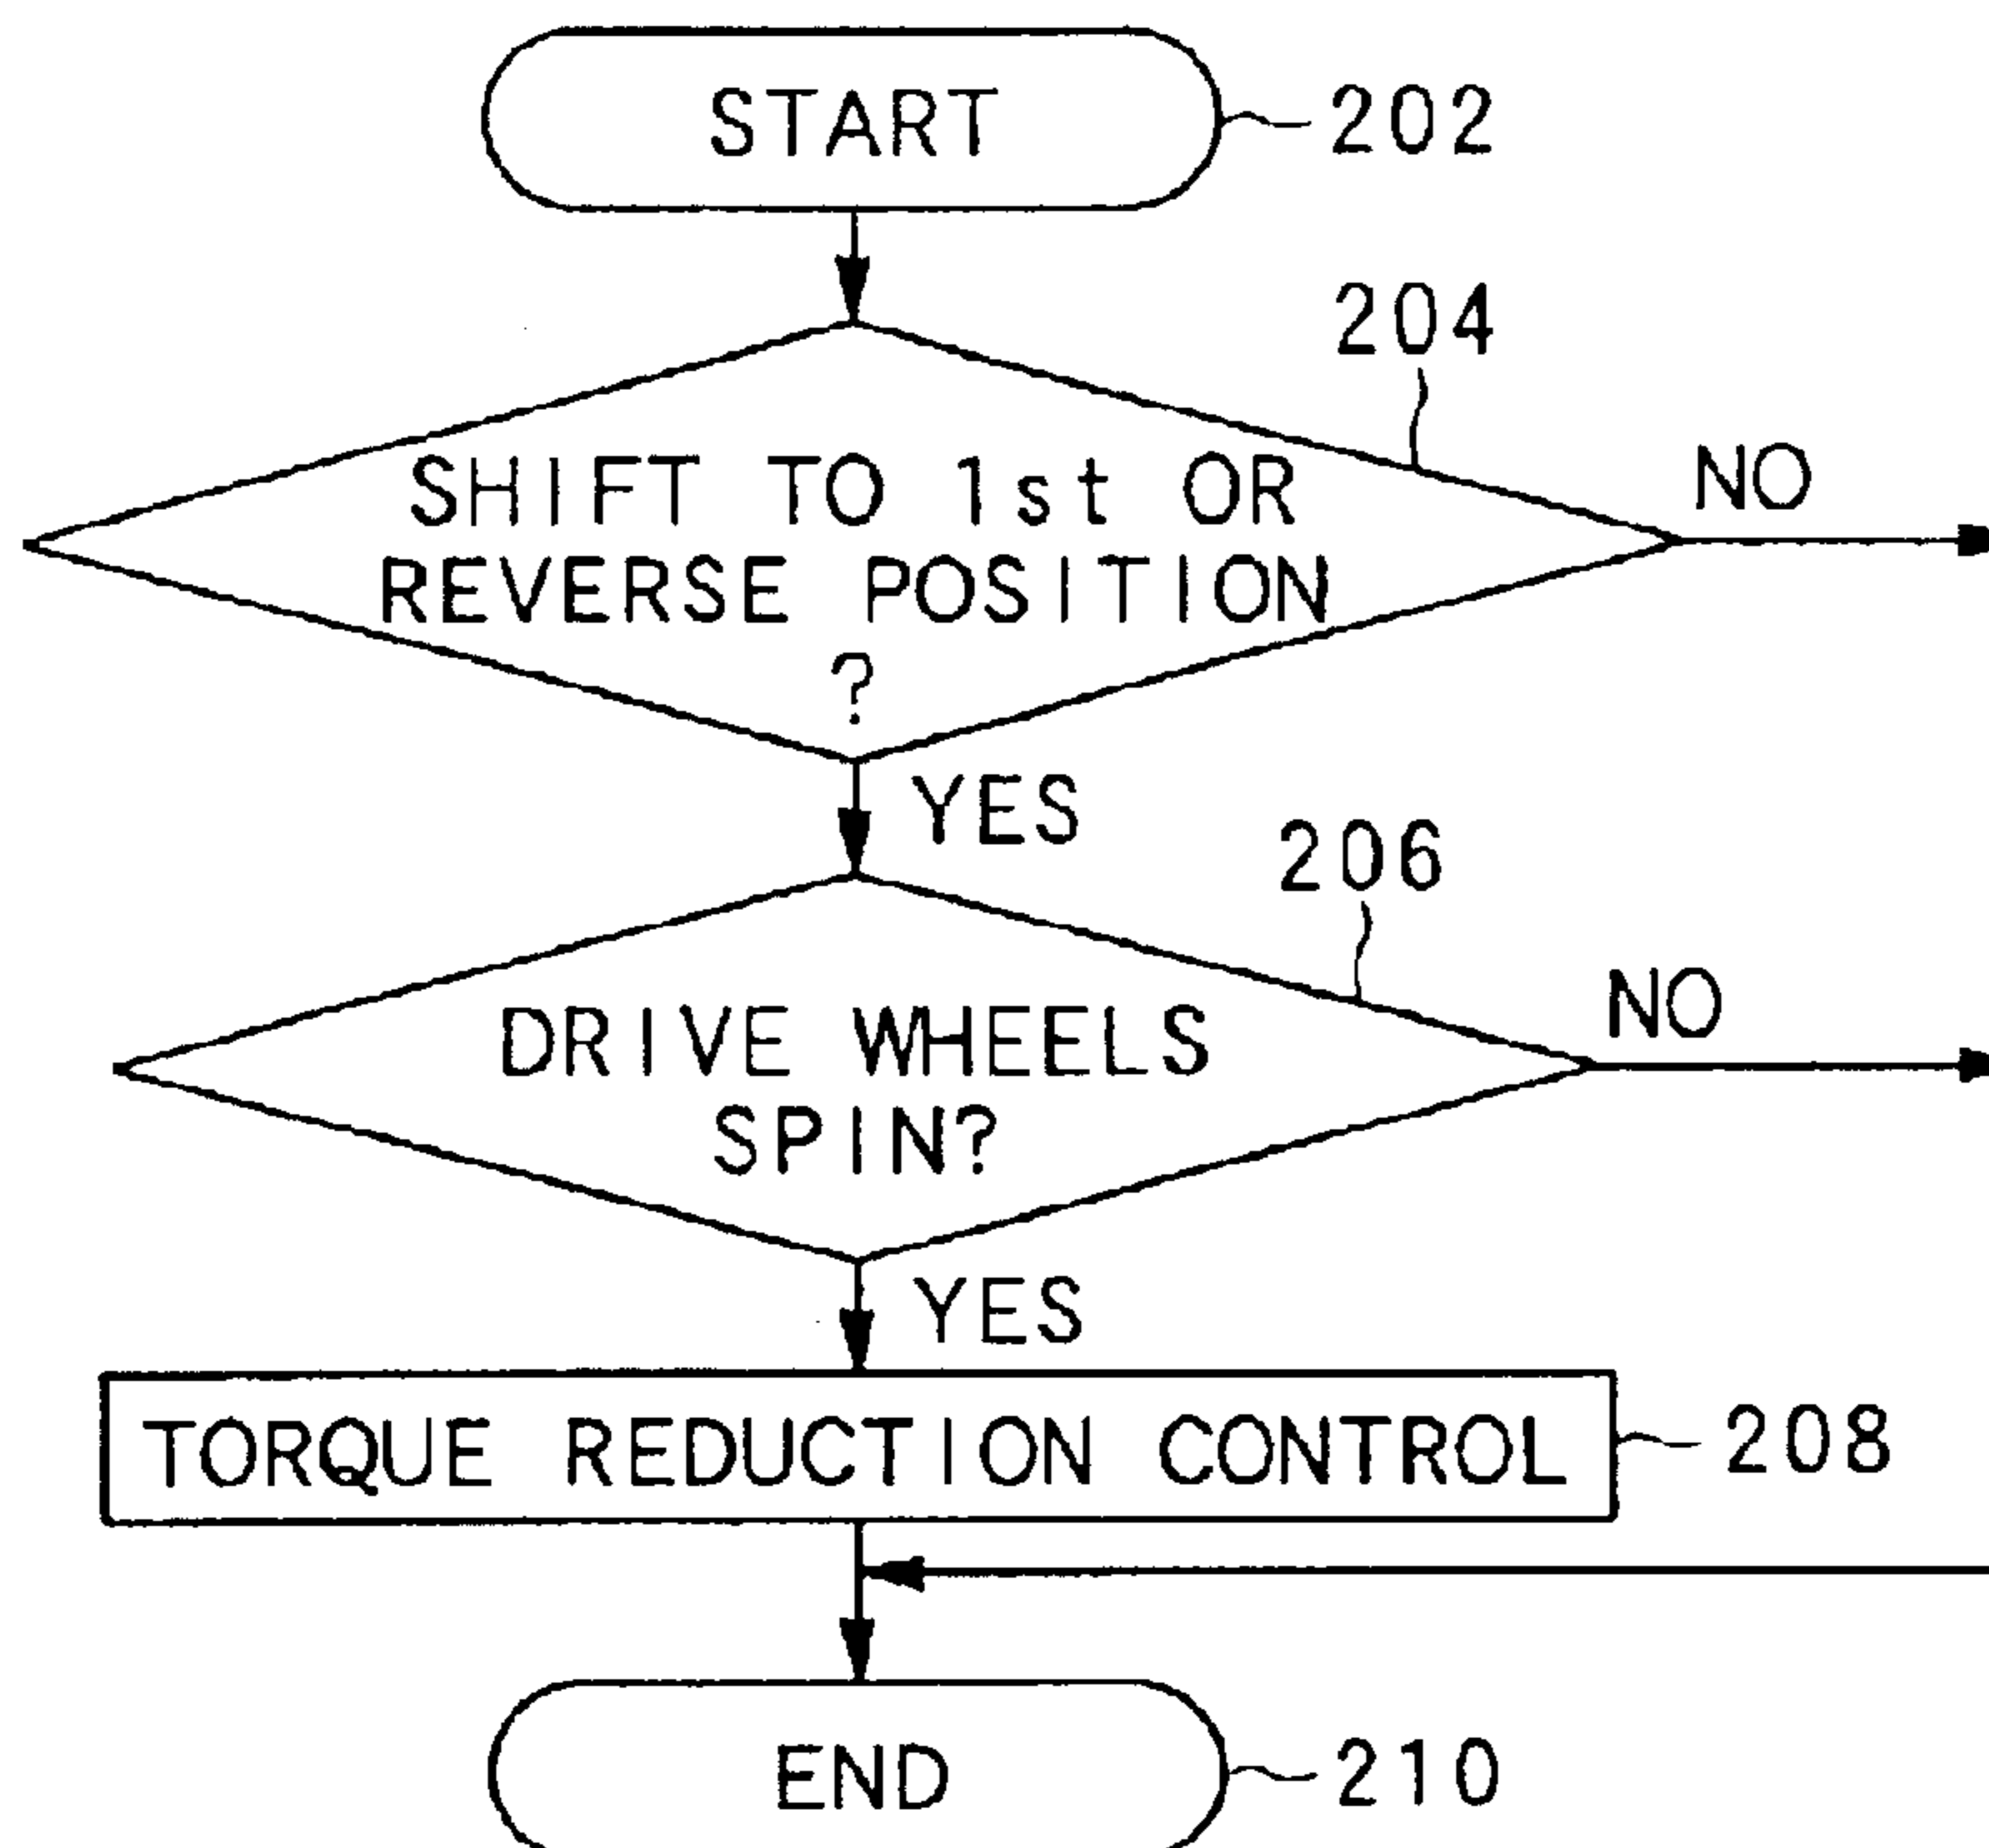 START
202
204
SHIFT TO 1st OR
REVERSE POSITION
?
NO
YES
206
DRIVE WHEELS
SPIN?
NO
YES
TORQUE REDUCTION CONTROL
208
END
210